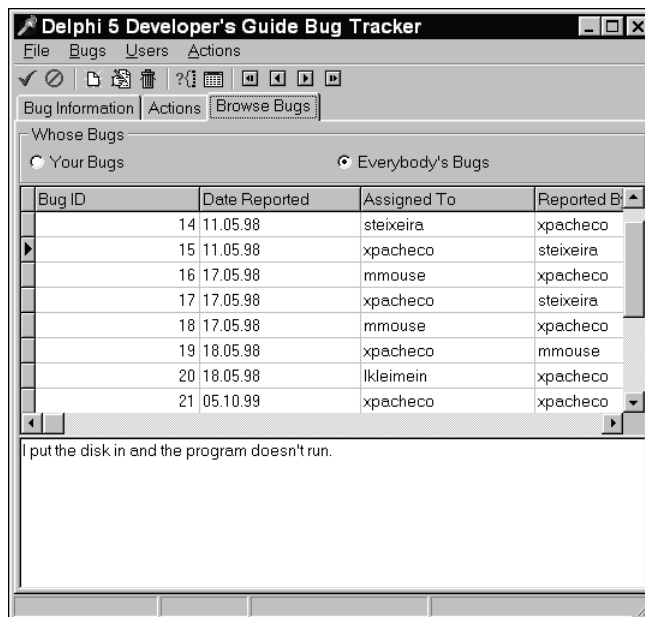 Delphi 5 Developer's Guide Bug Tracker
File Bugs Users Actions
Bug Information Actions Browse Bugs
Whose Bugs
Your Bugs Everybody's Bugs
Bug ID Date Reported Assigned To Reported B
14 11.05.98 steixeira xpacheco
15 11.05.98 xpacheco steixeira
16 17.05.98 mmouse xpacheco
17 17.05.98 xpacheco steixeira
18 17.05.98 mmouse xpacheco
19 18.05.98 xpacheco mmouse
20 18.05.98 lkleimein xpacheco
21 05.10.99 xpacheco xpacheco
I put the disk in and the program doesn't run.